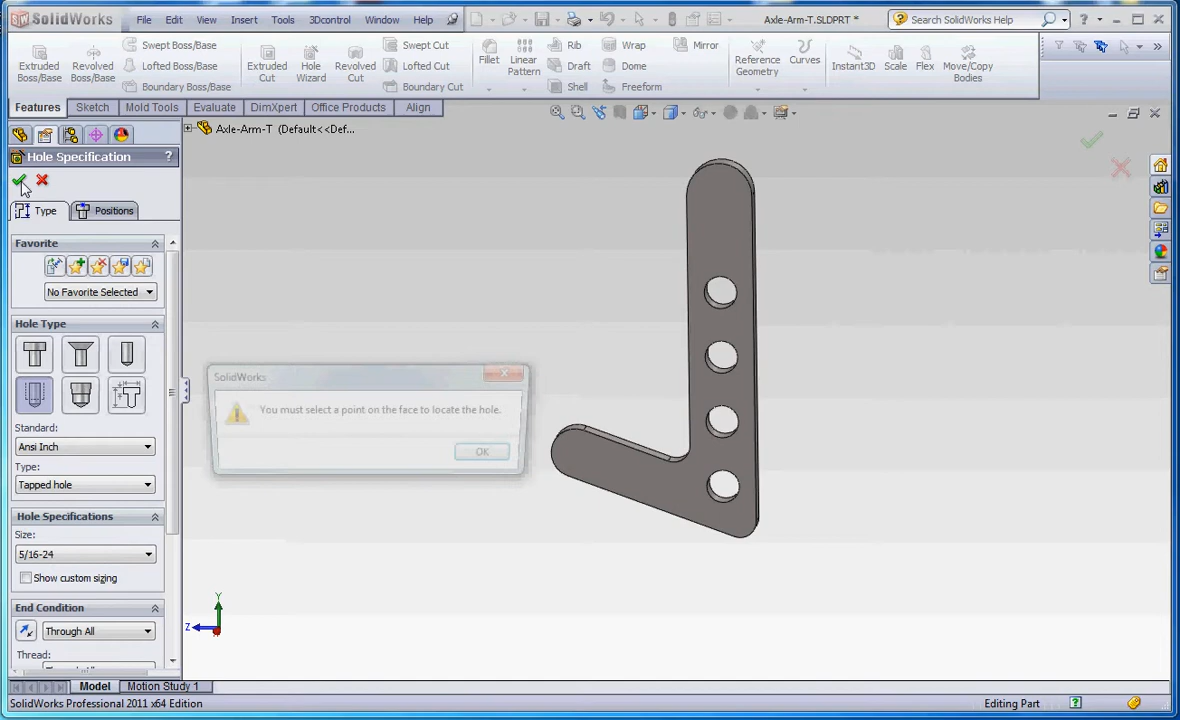 SolidWorks File Edit View Insert Tools 3Dcontrol Window Help Axle-Arm-T.SLDPRT * Search SolidWorks Help
Extruded Boss/Base
Revolved Boss/Base
Swept Boss/Base
Lofted Boss/Base
Boundary Boss/Base
Extruded Cut
Hole Wizard
Revolved Cut
Swept Cut
Lofted Cut
Boundary Cut
Fillet
Linear Pattern
Rib
Draft
Shell
Wrap
Dome
Freeform
Mirror
Reference Geometry
Curves
Instant3D
Scale
Flex
Move/Copy Bodies
Features Sketch Mold Tools Evaluate DimXpert Office Products Align
Axle-Arm-T (Default<<Def...
Hole Specification ?
Type Positions
Favorite
No Favorite Selected
Hole Type
Standard:
Ansi Inch
Type:
Tapped hole
Hole Specifications
Size:
5/16-24
Show custom sizing
End Condition
Through All
Thread:
SolidWorks
You must select a point on the face to locate the hole.
OK
Y
Z
Model Motion Study 1
SolidWorks Professional 2011 x64 Edition Editing Part